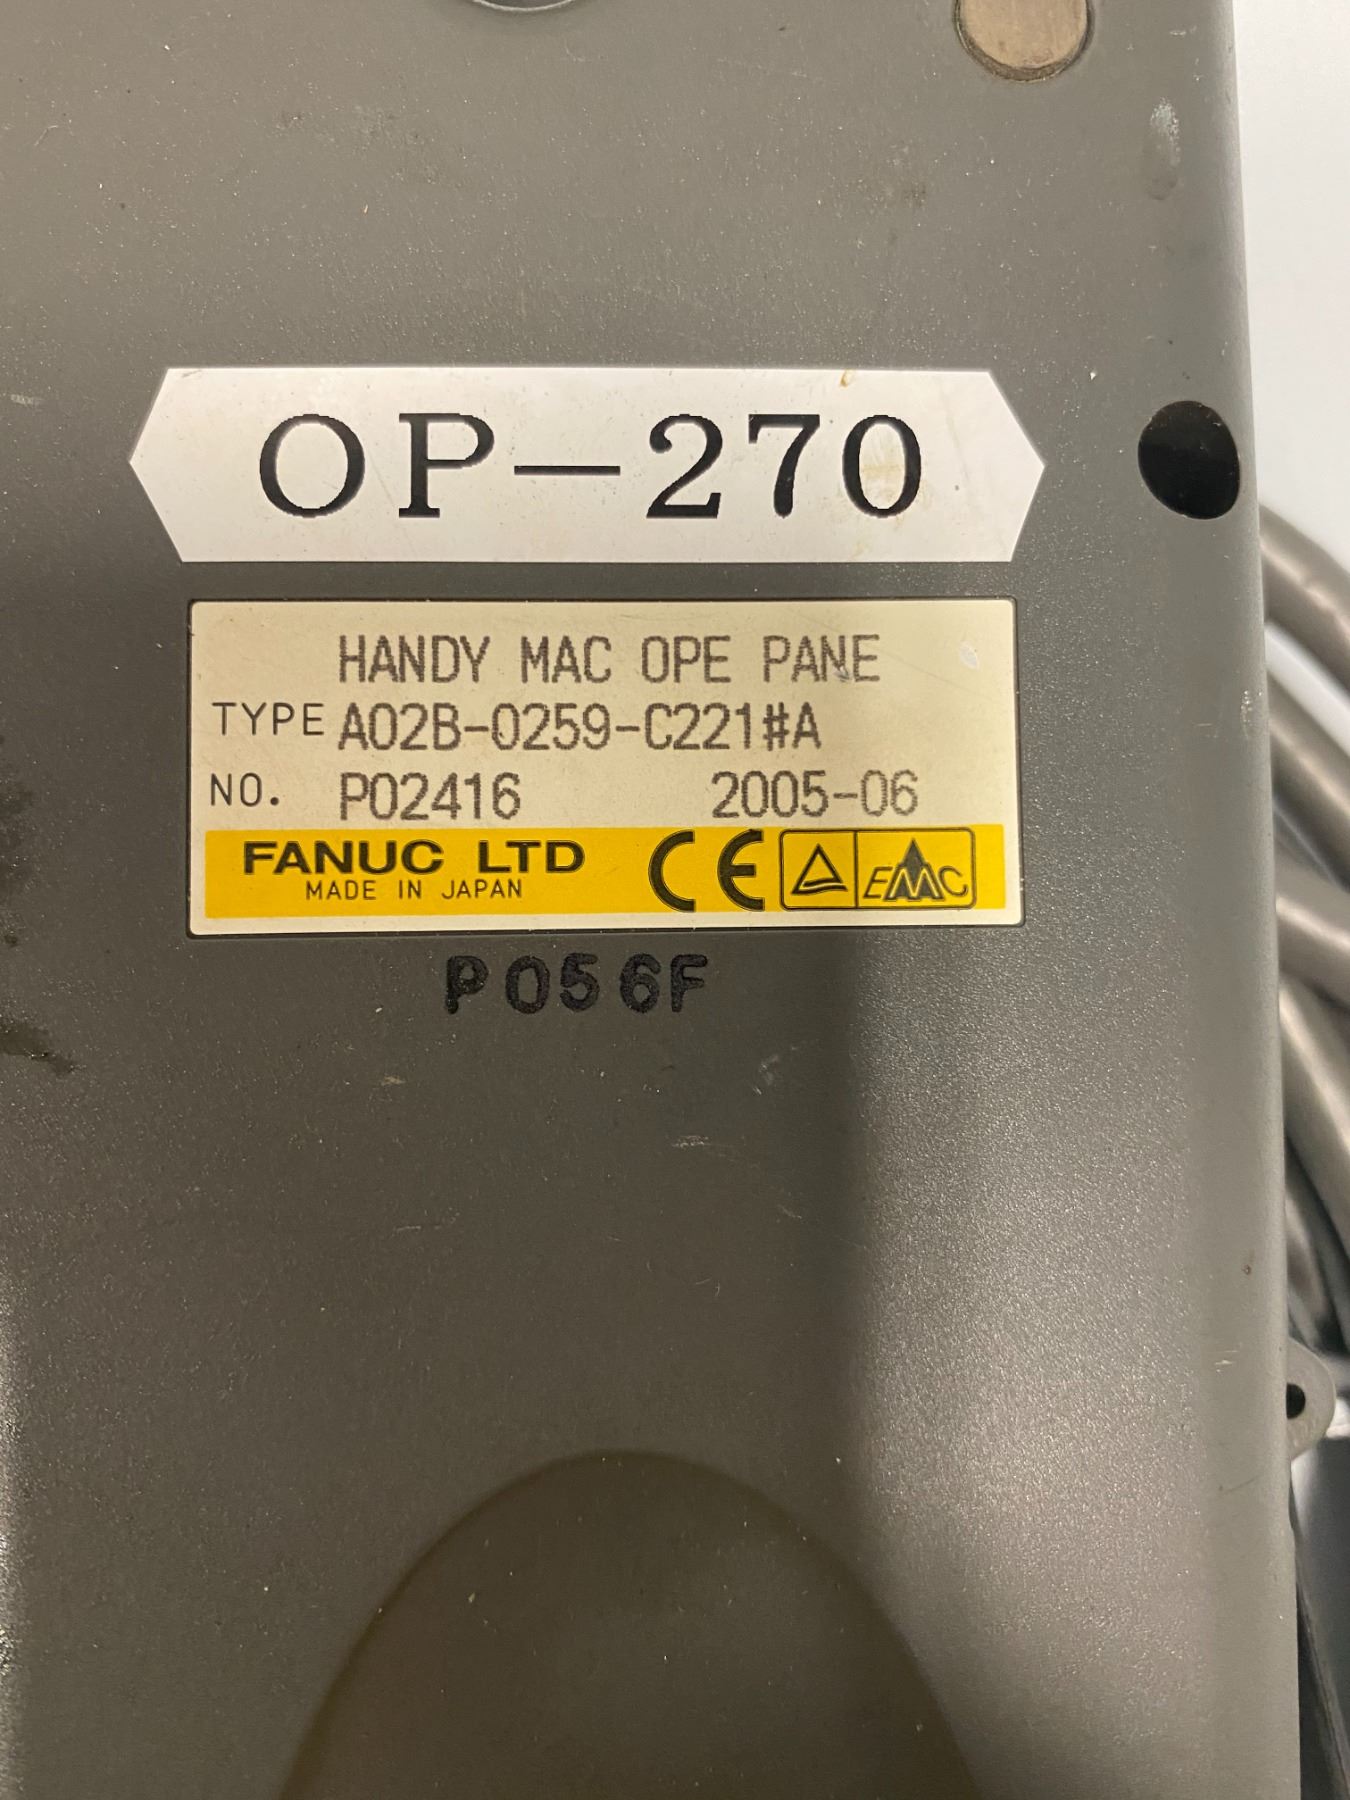 OP-270
HANDY MAC OPE PANE
TYPE A02B-0259-C221#A
NO. P02416 2005-06
FANUC LTD CE EMC
MADE IN JAPAN
P056F